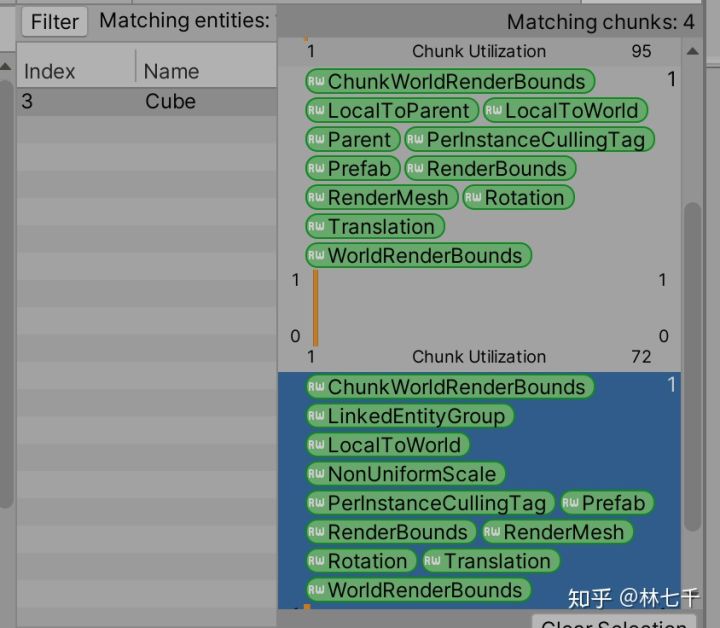 Filter Matching entities:
Matching chunks: 4
Index Name
3 Cube
1 Chunk Utilization 95
RW ChunkWorldRenderBounds 1
RW LocalToParent RW LocalToWorld
RW Parent RW PerInstanceCullingTag
RW Prefab RW RenderBounds
RW RenderMesh RW Rotation
RW Translation
RW WorldRenderBounds
1 1
0 0
1 Chunk Utilization 72
RW ChunkWorldRenderBounds 1
RW LinkedEntityGroup
RW LocalToWorld
RW NonUniformScale
RW PerInstanceCullingTag RW Prefab
RW RenderBounds RW RenderMesh
RW Rotation RW Translation
RW WorldRenderBounds
知乎 @林七千
Clear Selection